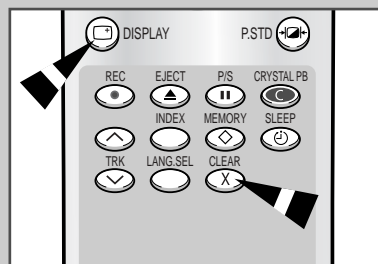 DISPLAY P.STD
REC EJECT P/S CRYSTAL PB
C
INDEX MEMORY SLEEP
TRK LANG.SEL CLEAR
X